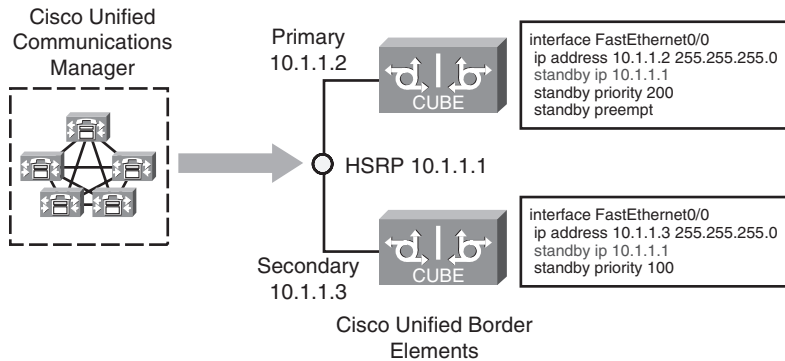 Cisco Unified
Communications
Manager
Primary
10.1.1.2
CUBE
interface FastEthernet0/0
ip address 10.1.1.2 255.255.255.0
standby ip 10.1.1.1
standby priority 200
standby preempt
HSRP 10.1.1.1
Secondary
10.1.1.3
CUBE
interface FastEthernet0/0
ip address 10.1.1.3 255.255.255.0
standby ip 10.1.1.1
standby priority 100
Cisco Unified Border
Elements